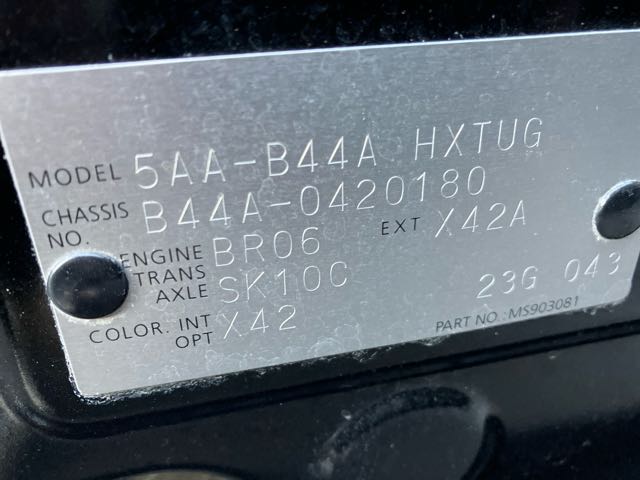 MODEL 5AA-B44A HXTUG
CHASSIS NO. B44A-0420180
ENGINE BR06 EXT X42A
TRANS AXLE SK10C
COLOR. INT OPT X42 23G 043
PART NO.: MS903081